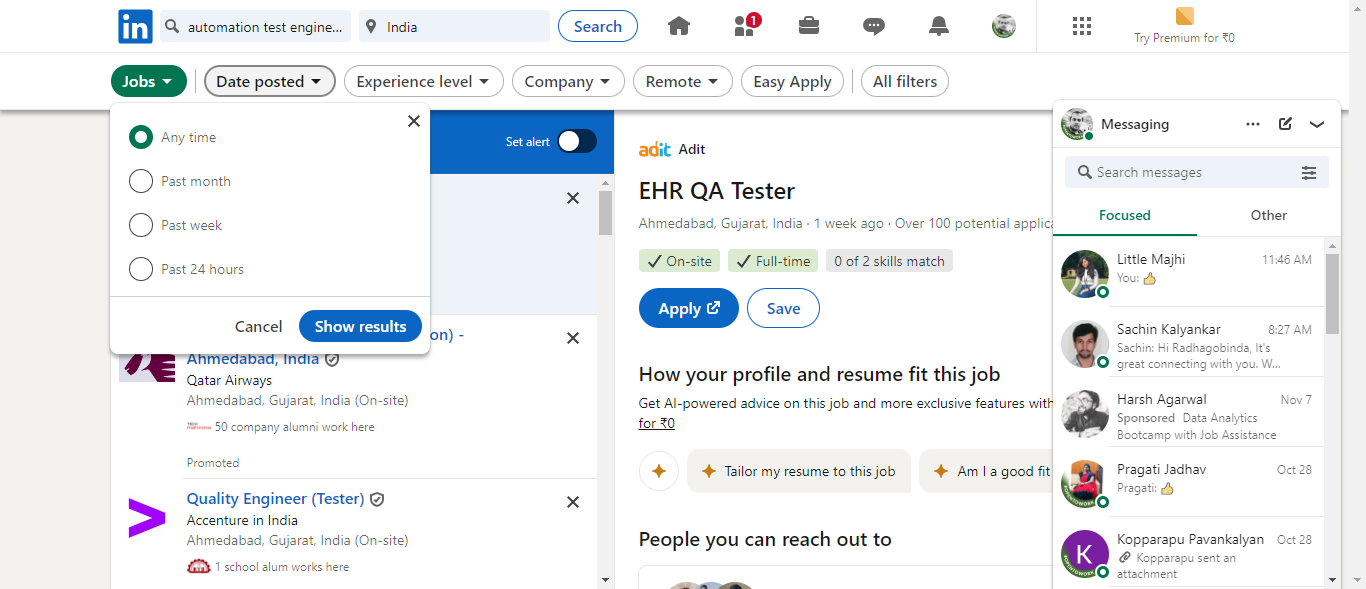 in
automation test engine...
India
Search
1
Try Premium for ₹0
Jobs
Date posted
Experience level
Company
Remote
Easy Apply
All filters
Any time
Past month
Past week
Past 24 hours
Cancel
Show results
Set alert
on) -
Ahmedabad, India
Qatar Airways
Ahmedabad, Gujarat, India (On-site)
50 company alumni work here
Promoted
Quality Engineer (Tester)
Accenture in India
Ahmedabad, Gujarat, India (On-site)
1 school alum works here
adit Adit
EHR QA Tester
Ahmedabad, Gujarat, India · 1 week ago · Over 100 potential applica
On-site
Full-time
0 of 2 skills match
Apply
Save
How your profile and resume fit this job
Get AI-powered advice on this job and more exclusive features with
for ₹0
Tailor my resume to this job
Am I a good fit
People you can reach out to
Messaging
Search messages
Focused
Other
Little Majhi 11:46 AM
You: 👍
Sachin Kalyankar 8:27 AM
Sachin: Hi Radhagobinda, It's
great connecting with you. W...
Harsh Agarwal Nov 7
Sponsored Data Analytics
Bootcamp with Job Assistance
Pragati Jadhav Oct 28
Pragati: 👍
K
Kopparapu Pavankalyan Oct 28
Kopparapu sent an
attachment